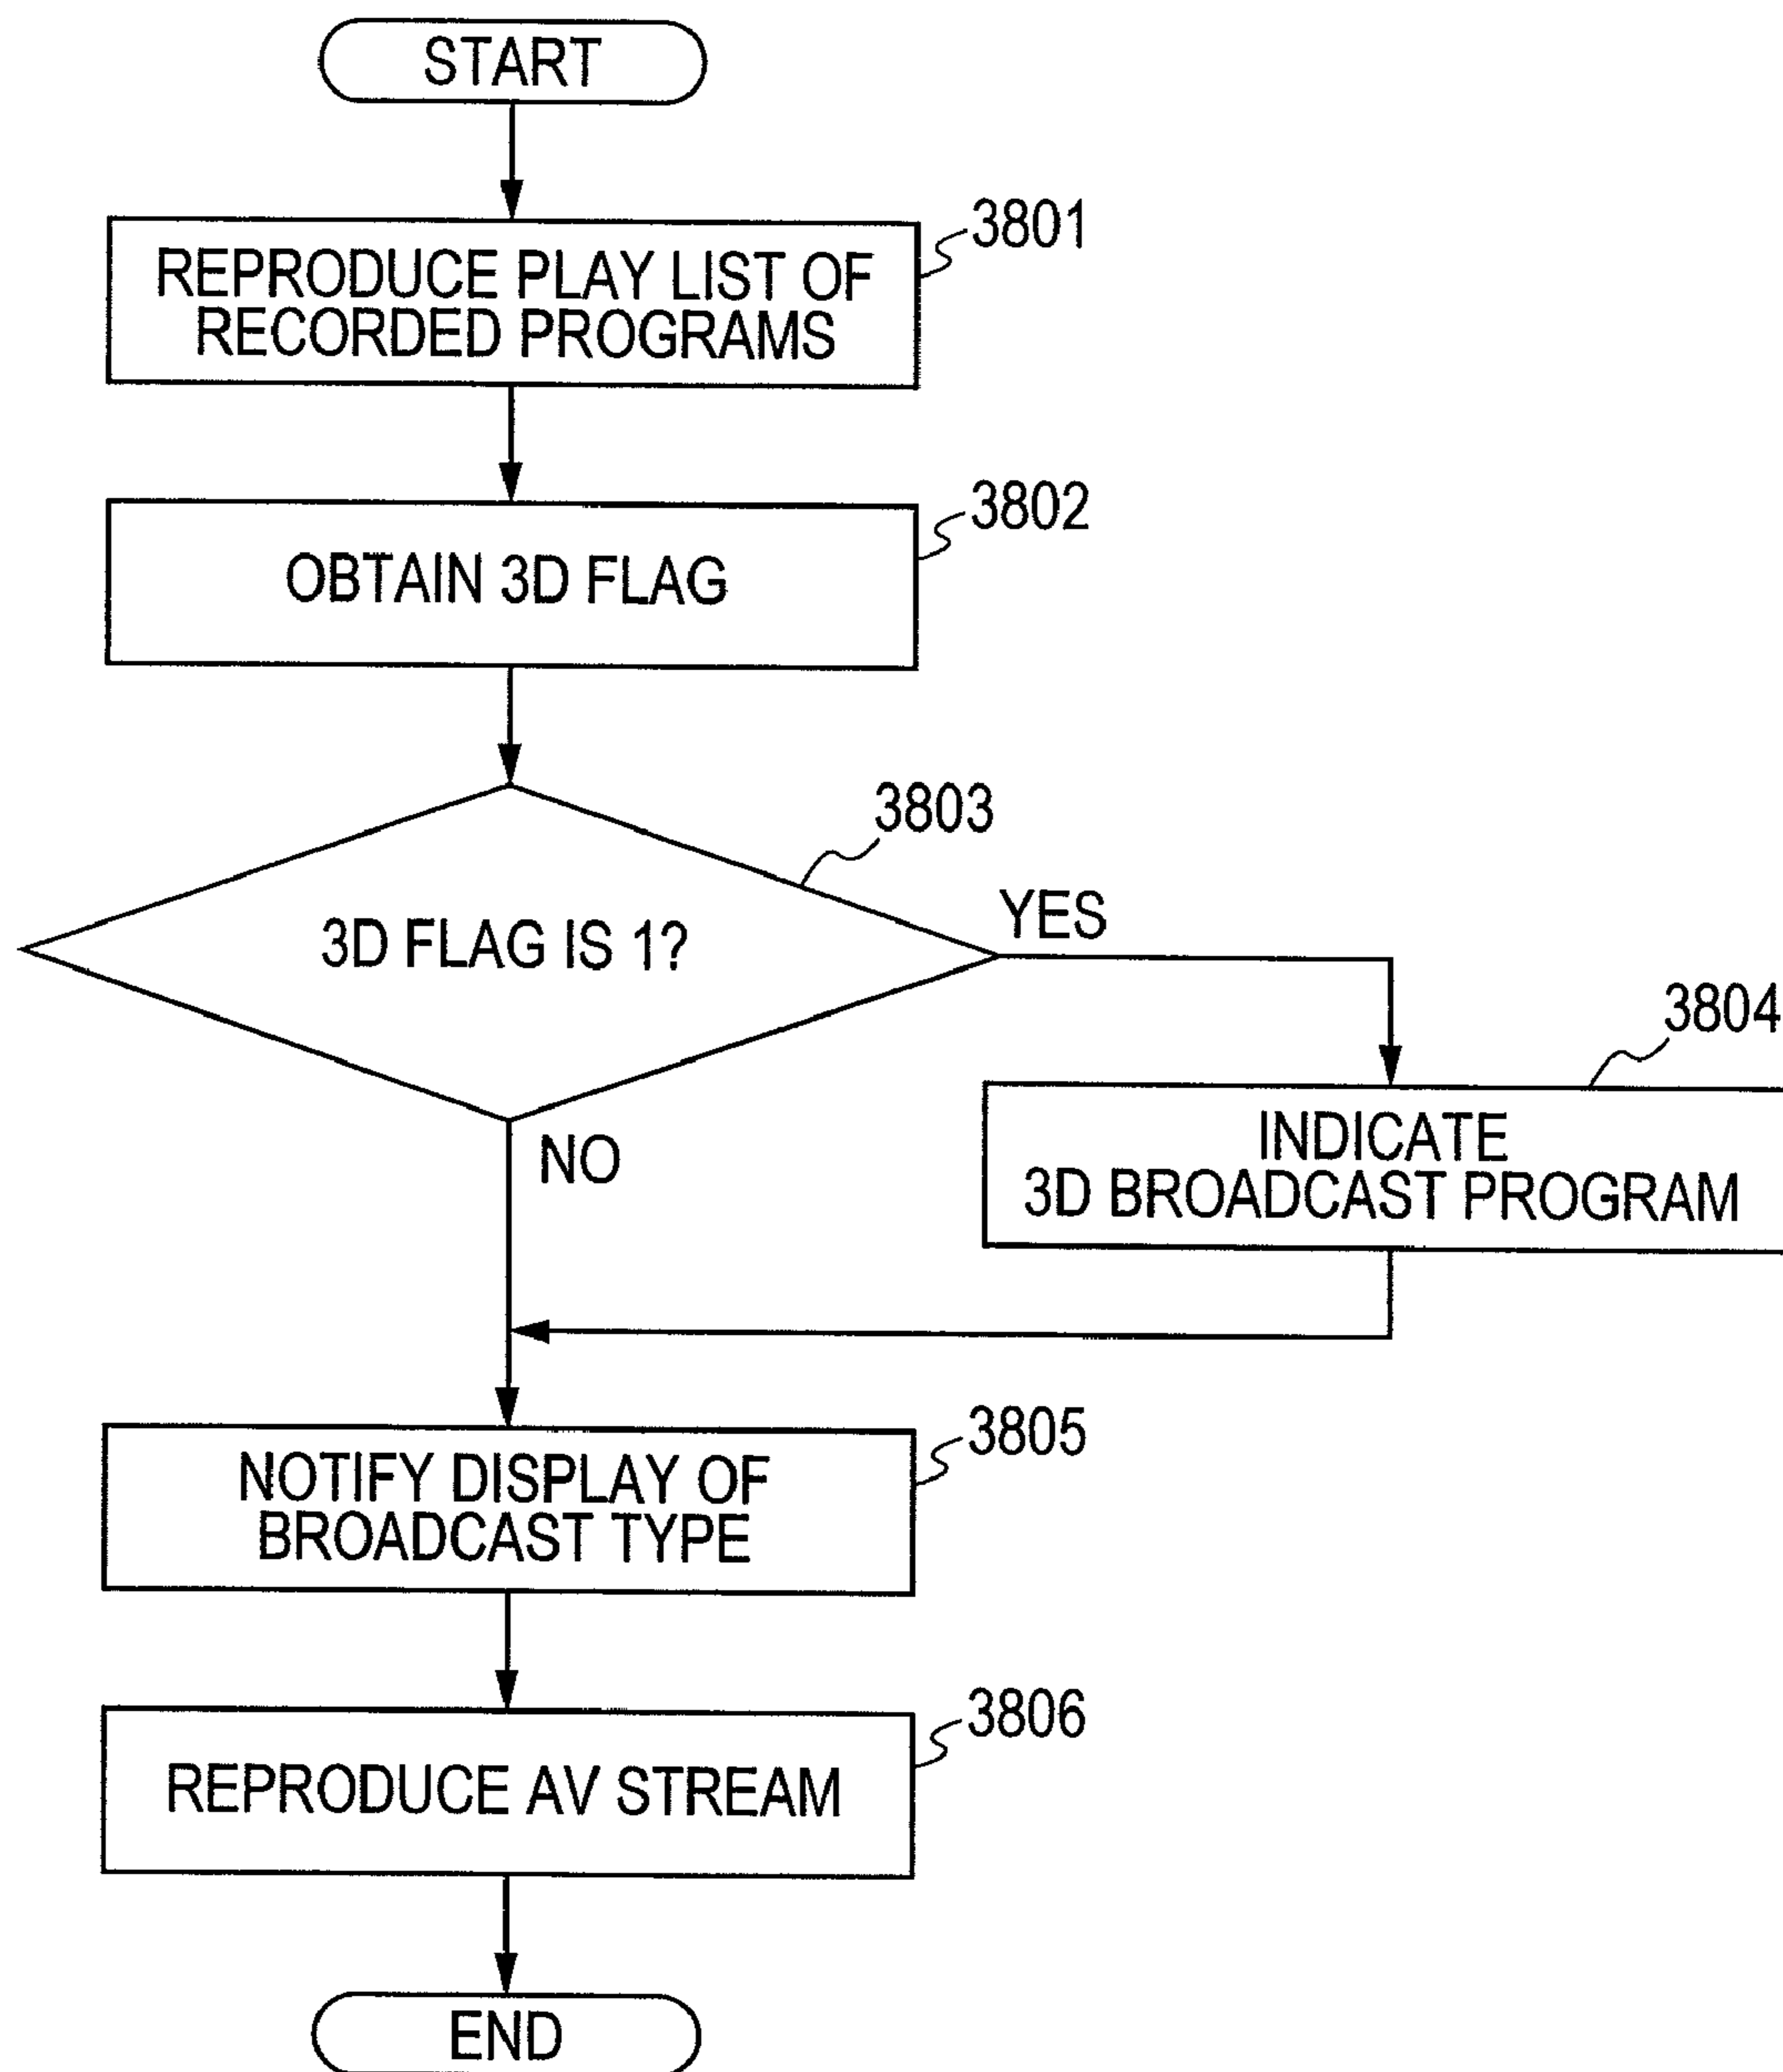 START
3801
REPRODUCE PLAY LIST OF
RECORDED PROGRAMS
3802
OBTAIN 3D FLAG
3803
3D FLAG IS 1?
YES
NO
3804
INDICATE
3D BROADCAST PROGRAM
3805
NOTIFY DISPLAY OF
BROADCAST TYPE
3806
REPRODUCE AV STREAM
END